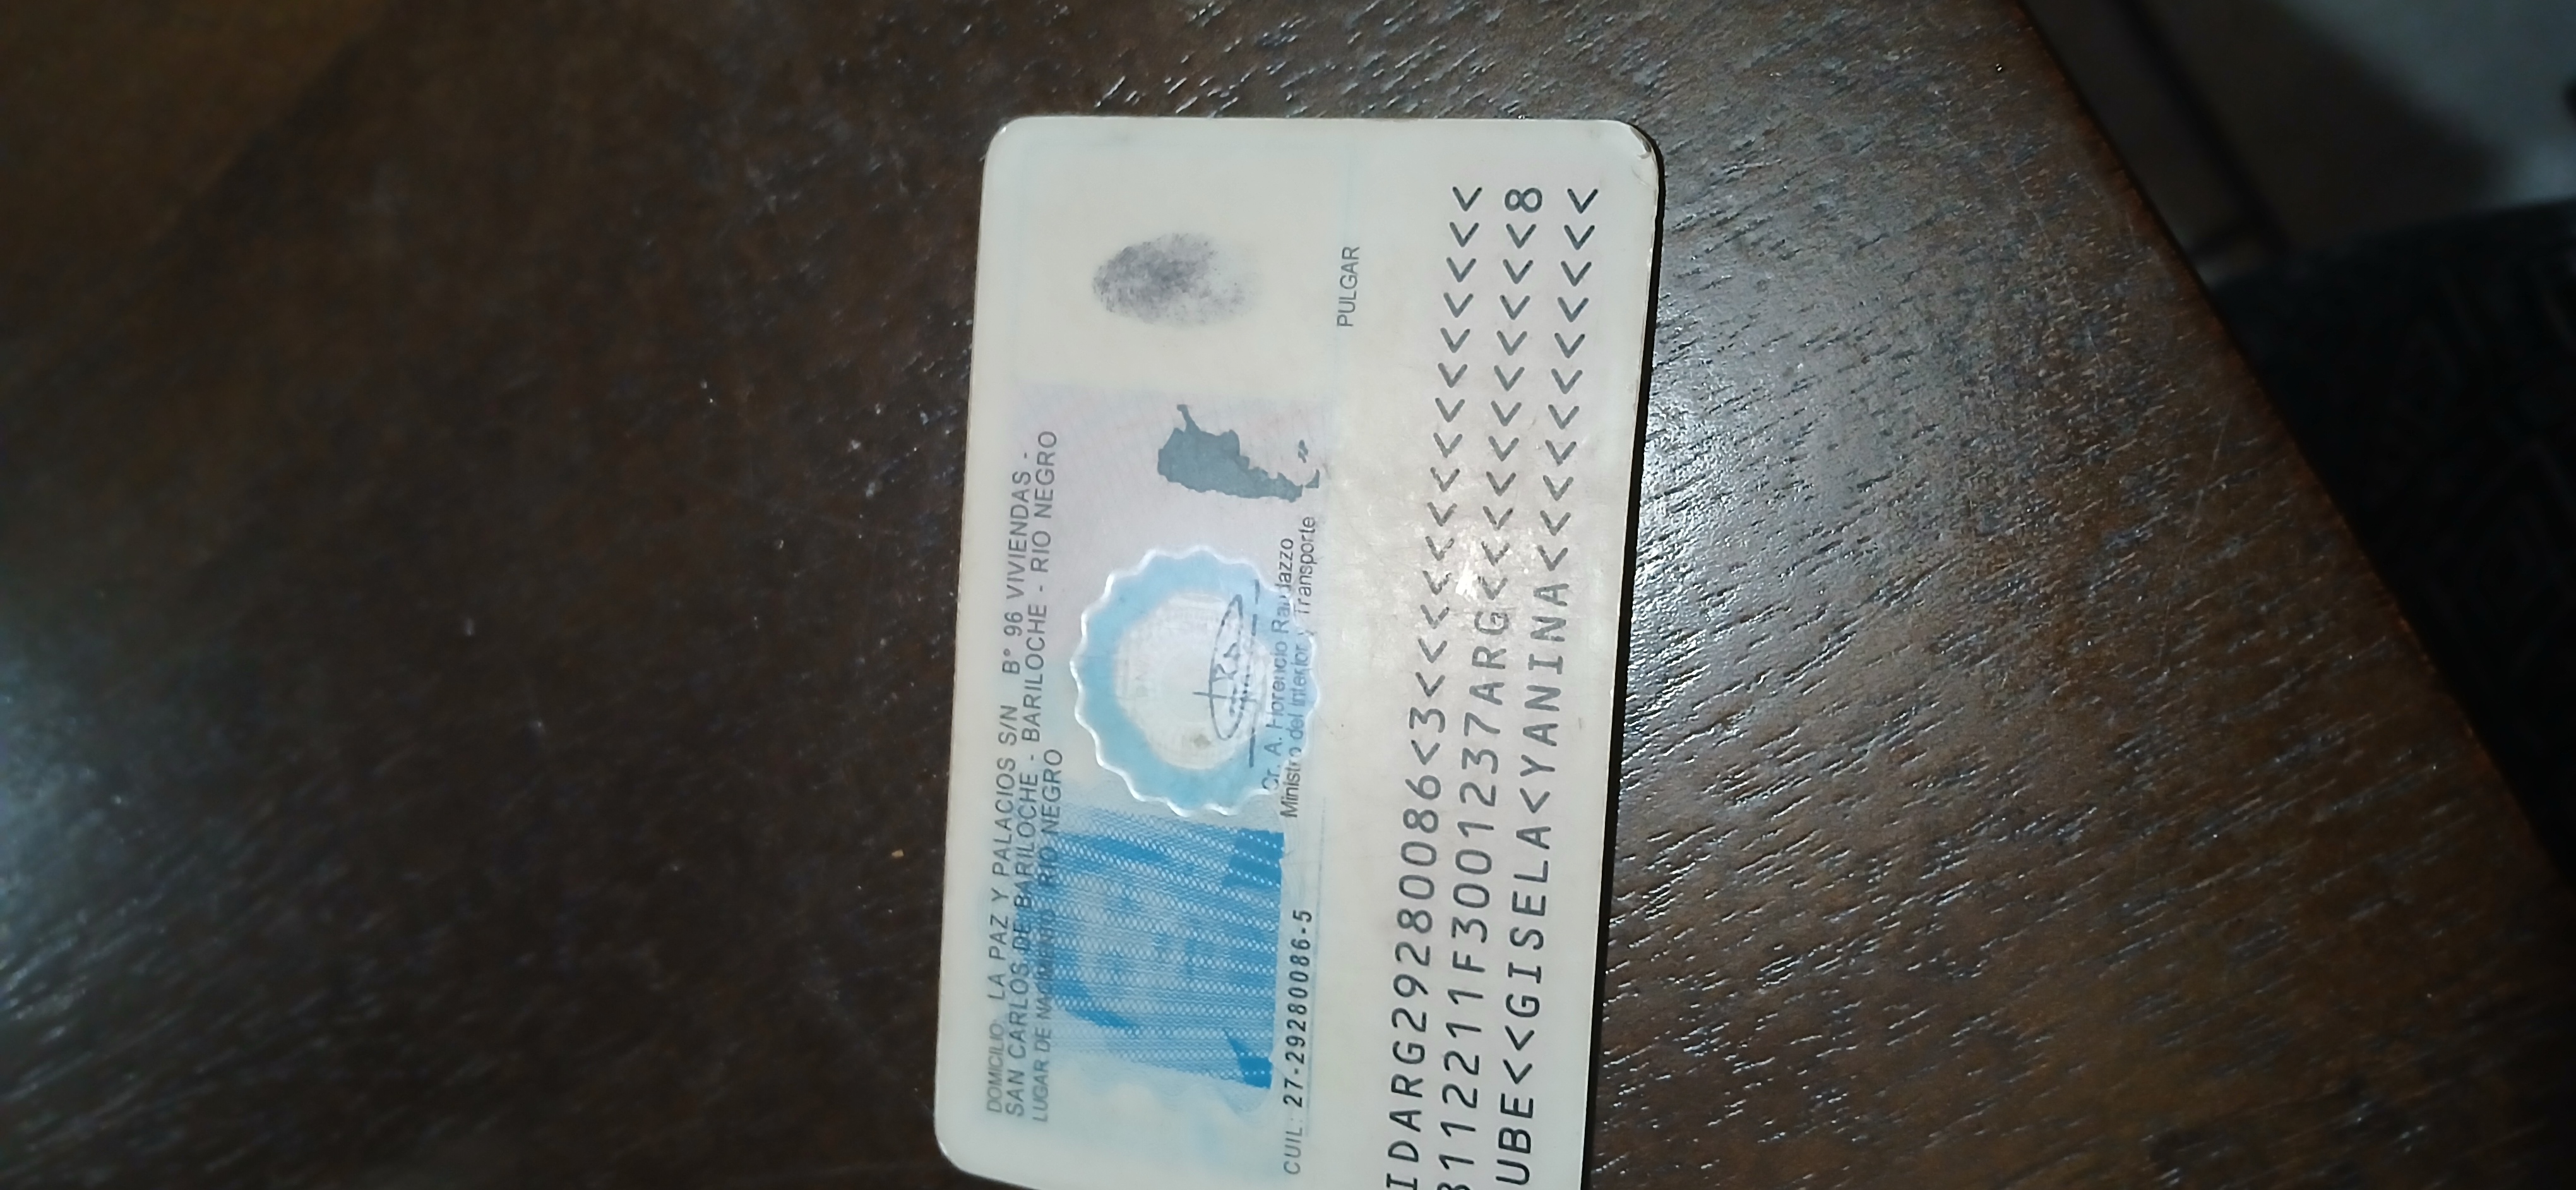 DOMICILIO: LA PAZ Y PALACIOS S/N B° 96 VIVIENDAS -
SAN CARLOS DE BARILOCHE - BARILOCHE - RIO NEGRO
LUGAR DE NACIMIENTO: RIO NEGRO
Cr. A. Florencio Randazzo
Ministro del Interior y Transporte
CUIL: 27-29280086-5
PULGAR
IDARG29280086<3<<<<<<<<<<<<<<<
8112211F3001237ARG<<<<<<<<<<<8
UBE<<GISELA<YANINA<<<<<<<<<<<